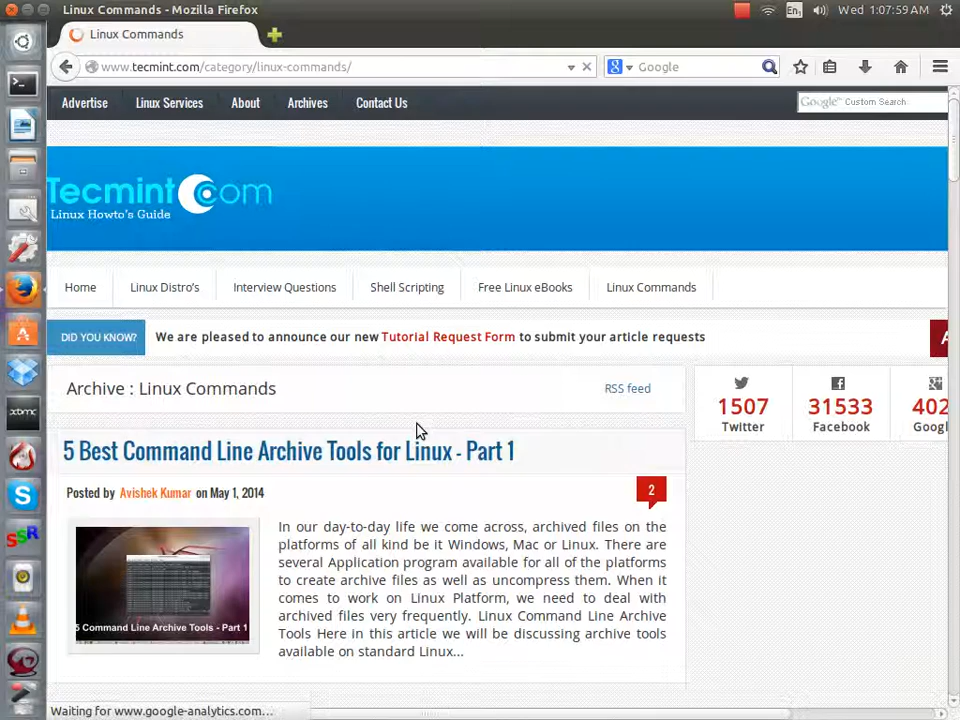 Linux Commands - Mozilla Firefox
En1
Wed 1:07:59 AM
Linux Commands
www.tecmint.com/category/linux-commands/
Google
Advertise Linux Services About Archives Contact Us
Google™ Custom Search
Tecmint.com
Linux Howto's Guide
Home Linux Distro's Interview Questions Shell Scripting Free Linux eBooks Linux Commands
DID YOU KNOW? We are pleased to announce our new Tutorial Request Form to submit your article requests
Archive : Linux Commands RSS feed
1507 31533 402
Twitter Facebook Googl
5 Best Command Line Archive Tools for Linux - Part 1
Posted by Avishek Kumar on May 1, 2014
2
In our day-to-day life we come across, archived files on the
platforms of all kind be it Windows, Mac or Linux. There are
several Application program available for all of the platforms
to create archive files as well as uncompress them. When it
comes to work on Linux Platform, we need to deal with
archived files very frequently. Linux Command Line Archive
Tools Here in this article we will be discussing archive tools
available on standard Linux...
5 Command Line Archive Tools - Part 1
xbmc
SSR
Waiting for www.google-analytics.com...